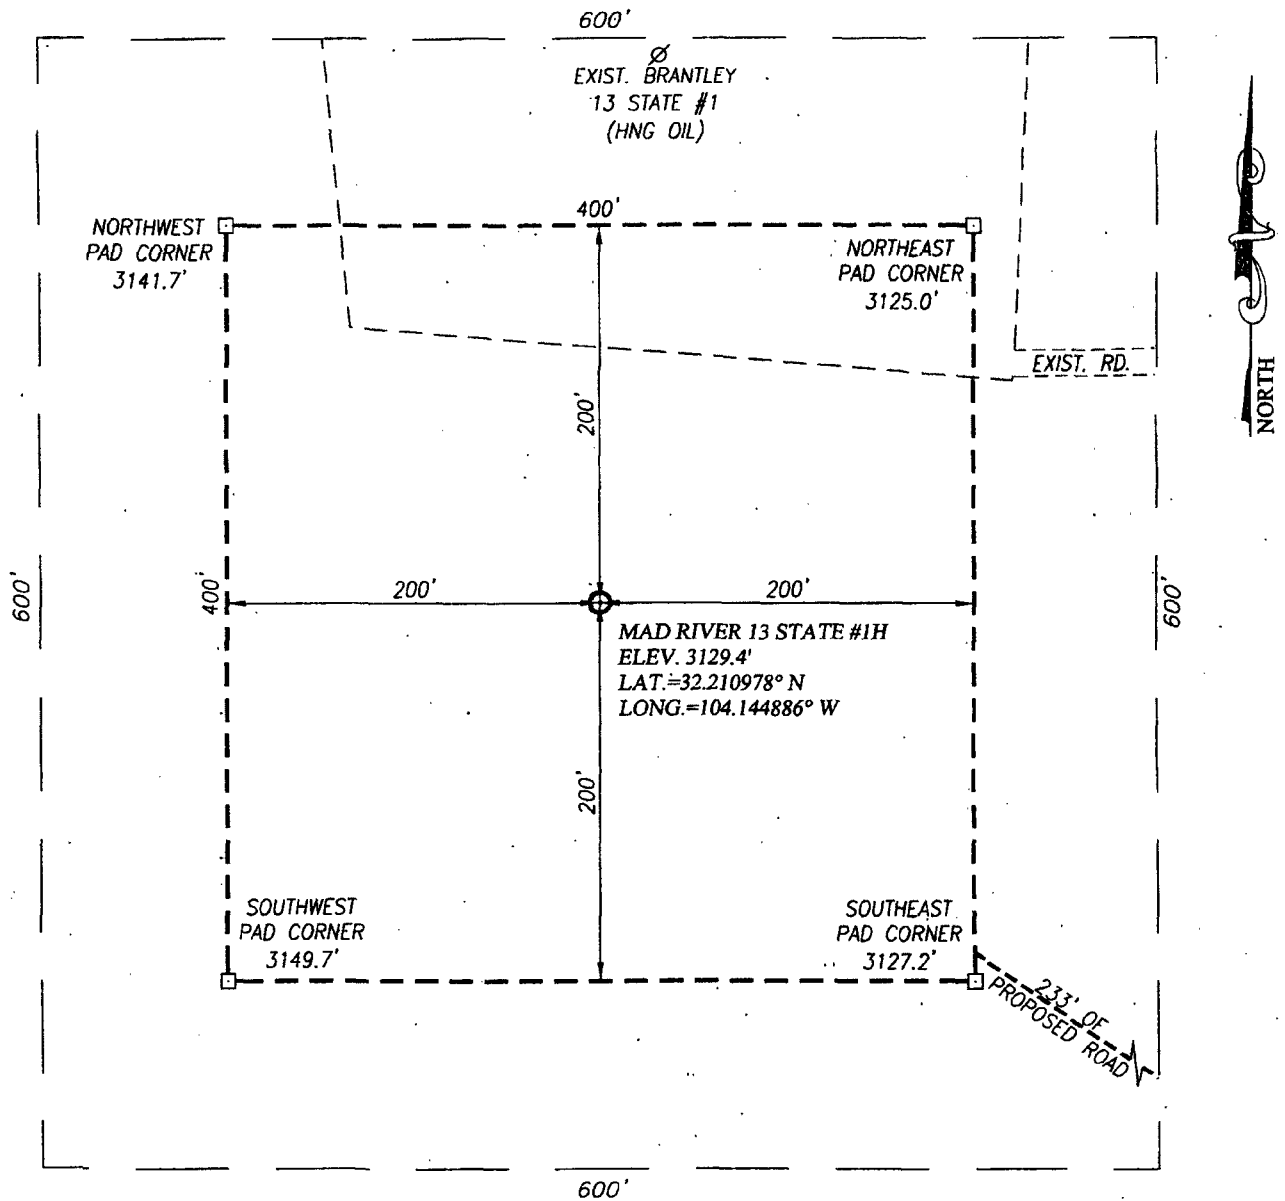 600'
EXIST. BRANTLEY
13 STATE #1
(HNG OIL)
NORTHWEST
PAD CORNER
3141.7'
400'
NORTHEAST
PAD CORNER
3125.0'
EXIST. RD.
NORTH
200'
600'
400'
200'
200'
600'
MAD RIVER 13 STATE #1H
ELEV. 3129.4'
LAT.=32.210978° N
LONG.=104.144886° W
200'
SOUTHWEST
PAD CORNER
3149.7'
SOUTHEAST
PAD CORNER
3127.2'
233' OF
PROPOSED ROAD
600'